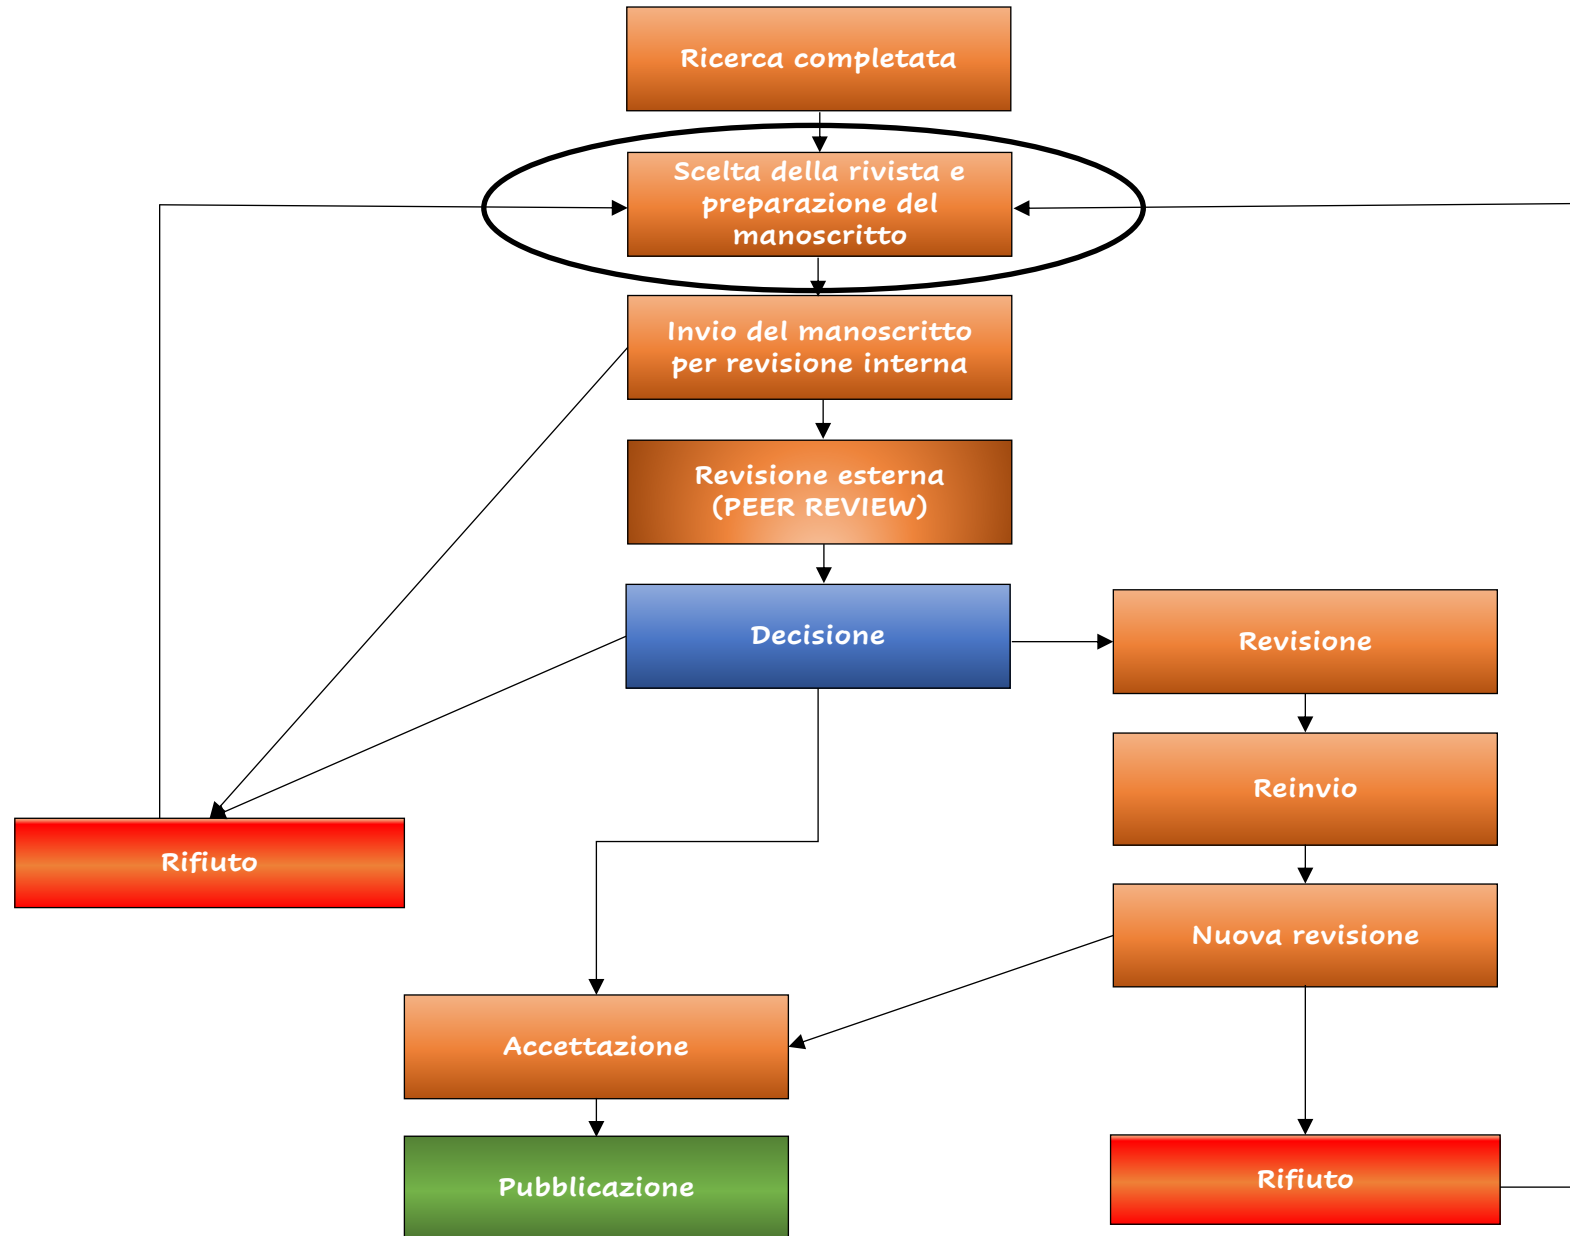 Ricerca completata
Scelta della rivista e
preparazione del
manoscritto
Invio del manoscritto
per revisione interna
Revisione esterna
(PEER REVIEW)
Decisione
Revisione
Reinvio
Rifiuto
Nuova revisione
Accettazione
Pubblicazione
Rifiuto